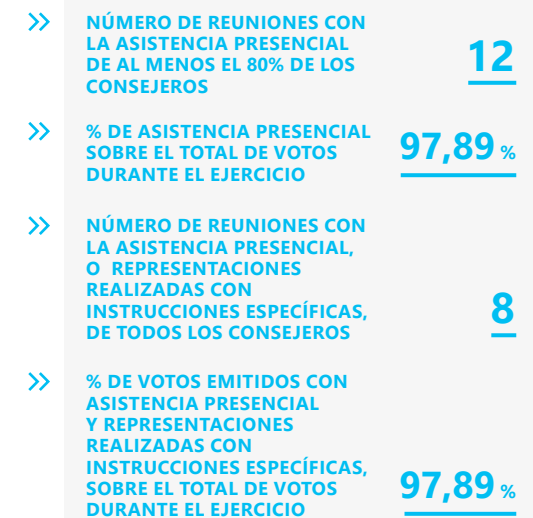 NÚMERO DE REUNIONES CON
LA ASISTENCIA PRESENCIAL
DE AL MENOS EL 80% DE LOS
CONSEJEROS
12
% DE ASISTENCIA PRESENCIAL
SOBRE EL TOTAL DE VOTOS
DURANTE EL EJERCICIO
97,89 %
NÚMERO DE REUNIONES CON
LA ASISTENCIA PRESENCIAL,
O REPRESENTACIONES
REALIZADAS CON
INSTRUCCIONES ESPECÍFICAS,
DE TODOS LOS CONSEJEROS
8
% DE VOTOS EMITIDOS CON
ASISTENCIA PRESENCIAL
Y REPRESENTACIONES
REALIZADAS CON
INSTRUCCIONES ESPECÍFICAS,
SOBRE EL TOTAL DE VOTOS
DURANTE EL EJERCICIO
97,89 %